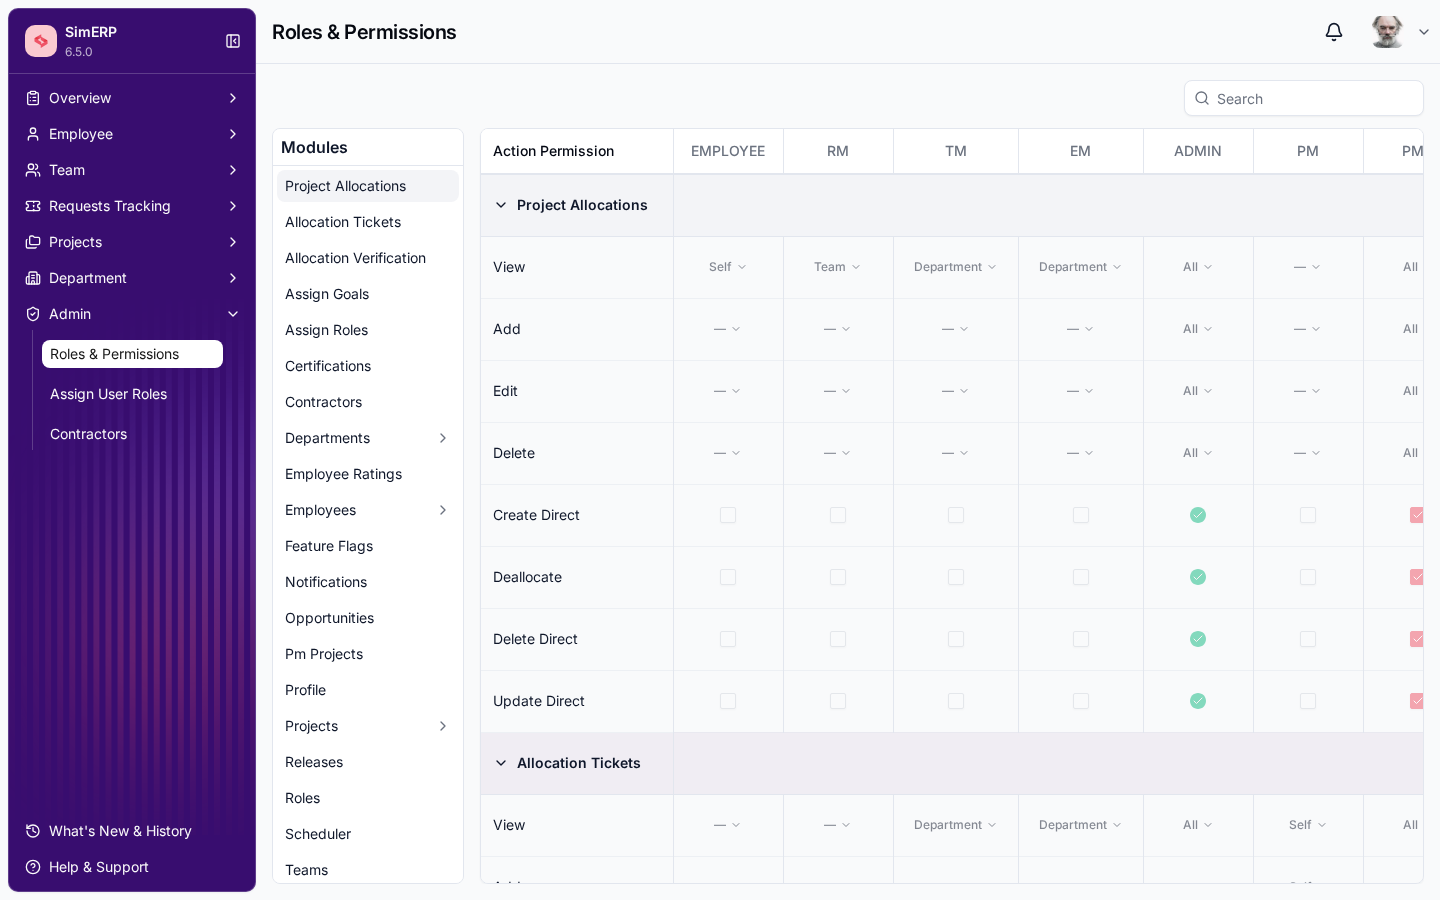 SimERP
6.5.0
Overview
Employee
Team
Requests Tracking
Projects
Department
Admin
Roles & Permissions
Assign User Roles
Contractors
What's New & History
Help & Support
Roles & Permissions
Search
Modules
Project Allocations
Allocation Tickets
Allocation Verification
Assign Goals
Assign Roles
Certifications
Contractors
Departments
Employee Ratings
Employees
Feature Flags
Notifications
Opportunities
Pm Projects
Profile
Projects
Releases
Roles
Scheduler
Teams
Action Permission EMPLOYEE RM TM EM ADMIN PM PM
Project Allocations
View Self Team Department Department All — All
Add — — — — All — All
Edit — — — — All — All
Delete — — — — All — All
Create Direct
Deallocate
Delete Direct
Update Direct
Allocation Tickets
View — — Department Department All Self All